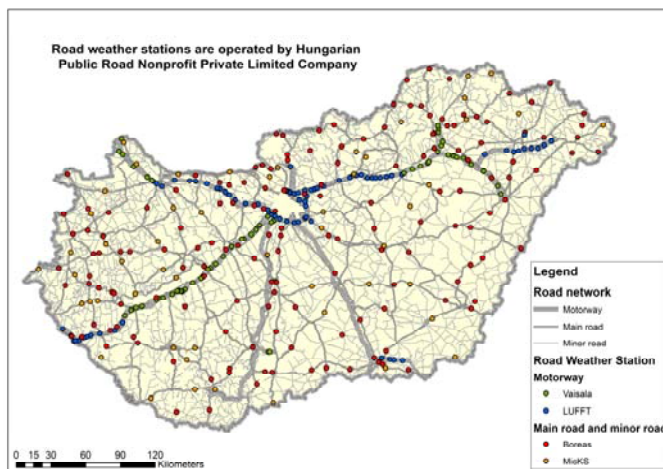 Road weather stations are operated by Hungarian
Public Road Nonprofit Private Limited Company
Legend
Road network
Motorway
Main road
Minor road
Road Weather Station
Motorway
Vaisala
LUFFT
Main road and minor road
Boreas
MicKS
0 15 30 60 90 120
Kilometers